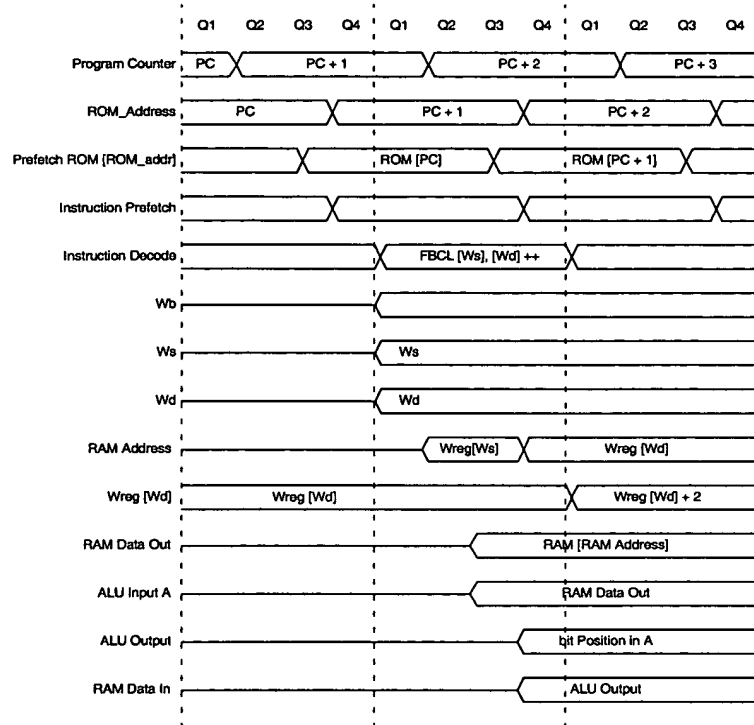 Q1 Q2 Q3 Q4 Q1 Q2 Q3 Q4 Q1 Q2 Q3 Q4
Program Counter PC PC + 1 PC + 2 PC + 3
ROM_Address PC PC + 1 PC + 2
Prefetch ROM [ROM_addr] ROM [PC] ROM [PC + 1]
Instruction Prefetch
Instruction Decode FBCL [Ws], [Wd] ++
Wb
Ws Ws
Wd Wd
RAM Address Wreg[Ws] Wreg [Wd]
Wreg [Wd] Wreg [Wd] Wreg [Wd] + 2
RAM Data Out RAM [RAM Address]
ALU Input A RAM Data Out
ALU Output bit Position in A
RAM Data In ALU Output